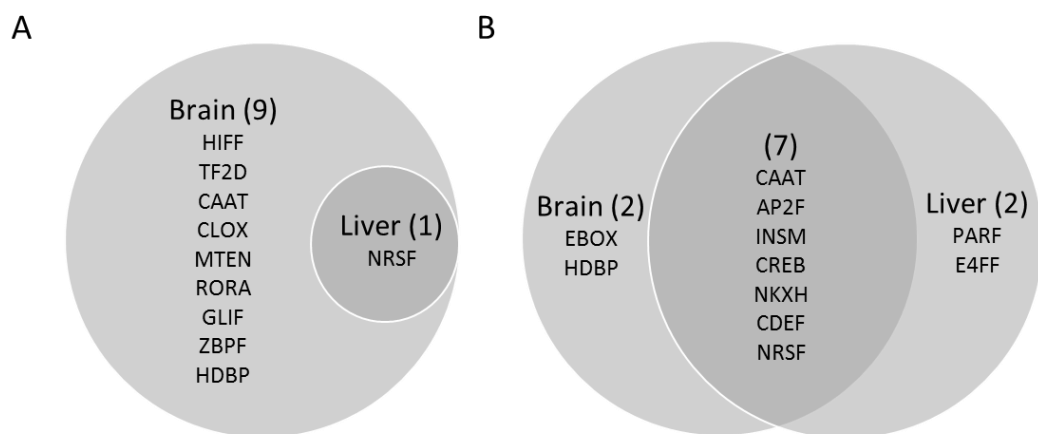 A
Brain (9)
HIFF
TF2D
CAAT
CLOX
MTEN
RORA
GLIF
ZBPF
HDBP
Liver (1)
NRSF
B
Brain (2)
EBOX
HDBP
(7)
CAAT
AP2F
INSM
CREB
NKXH
CDEF
NRSF
Liver (2)
PARF
E4FF